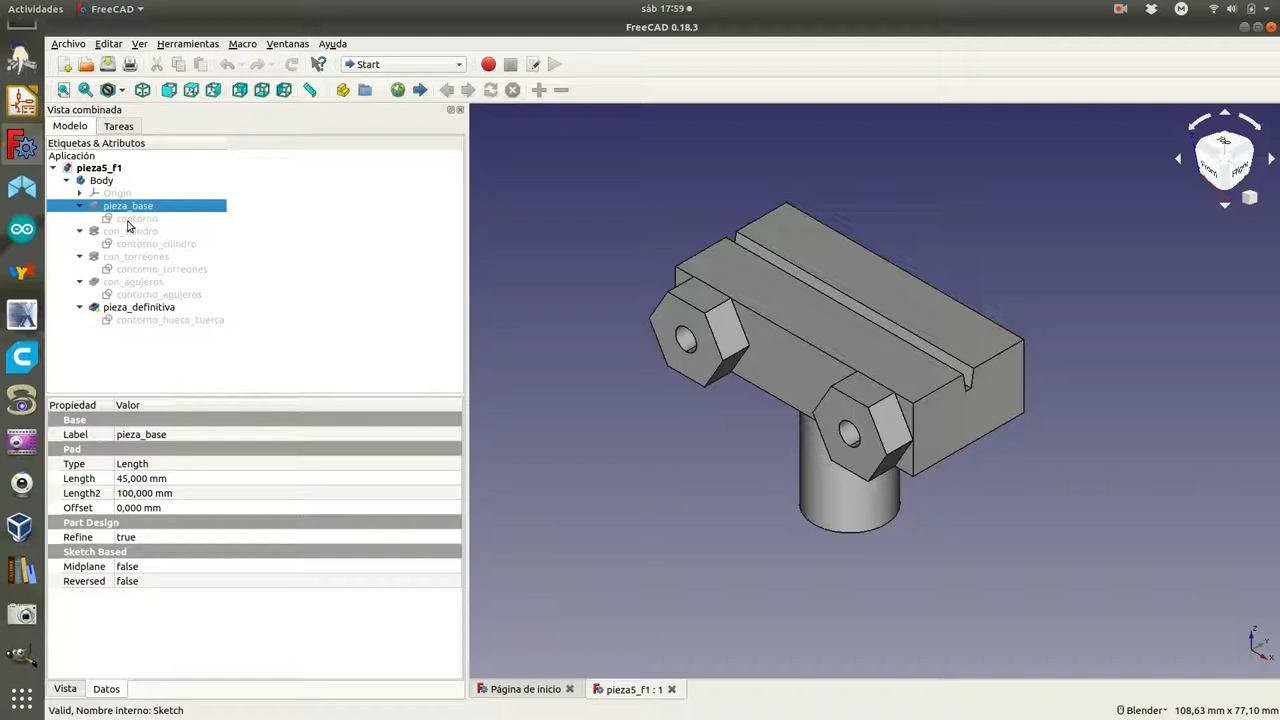 Actividades
FreeCAD
sáb 17:59
FreeCAD 0.18.3
Archivo Editar Ver Herramientas Macro Ventanas Ayuda
Start
Vista combinada
Modelo Tareas
Etiquetas & Atributos
Aplicación
pieza5_f1
Body
Origin
pieza_base
contorno
contorno_cilindro
con_torreones
contorno_torreones
con_agujeros
contorno_agujeros
pieza_definitiva
contorno_hueco_tuerca
Propiedad Valor
Base
Label pieza_base
Pad
Type Length
Length 45,000 mm
Length2 100,000 mm
Offset 0,000 mm
Part Design
Refine true
Sketch Based
Midplane false
Reversed false
Vista Datos
Página de inicio pieza5_f1 : 1
Valid, Nombre interno: Sketch
Blender 108,63 mm x 77,10 mm
Front Right
Z
Y
X